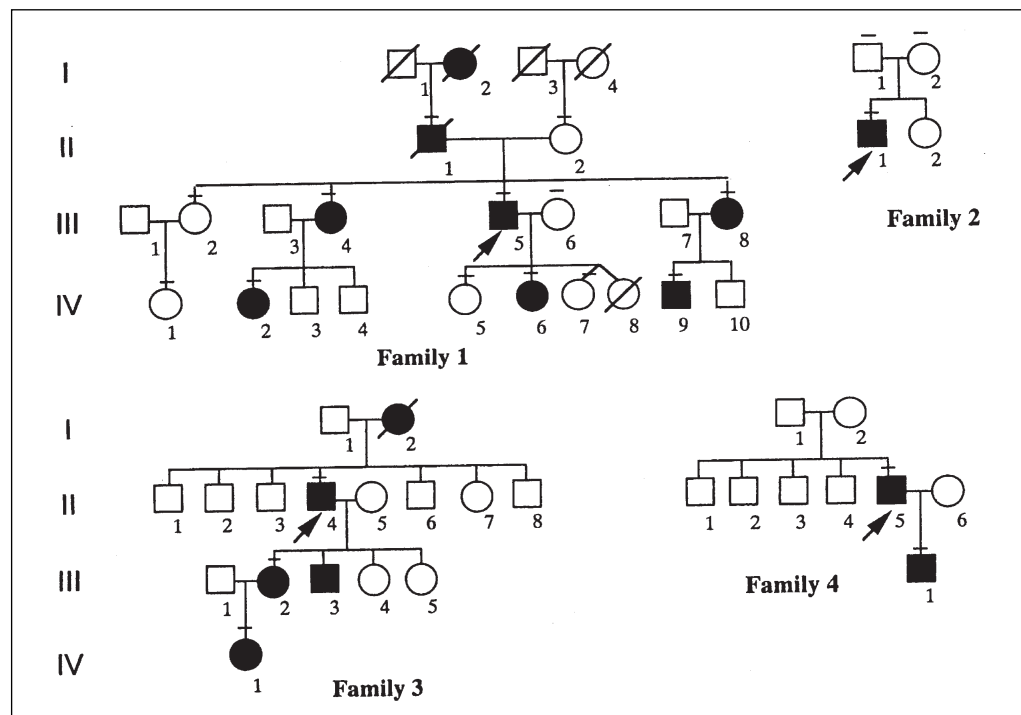 I
1 2 3 4
II
1 2
III
1 2 3 4 5 6 7 8
IV
1 2 3 4 5 6 7 8 9 10
Family 1
1 2
1 2
Family 2
I
1 2
II
1 2 3 4 5 6 7 8
III
1 2 3 4 5
IV
1
Family 3
1 2
1 2 3 4 5 6
1
Family 4